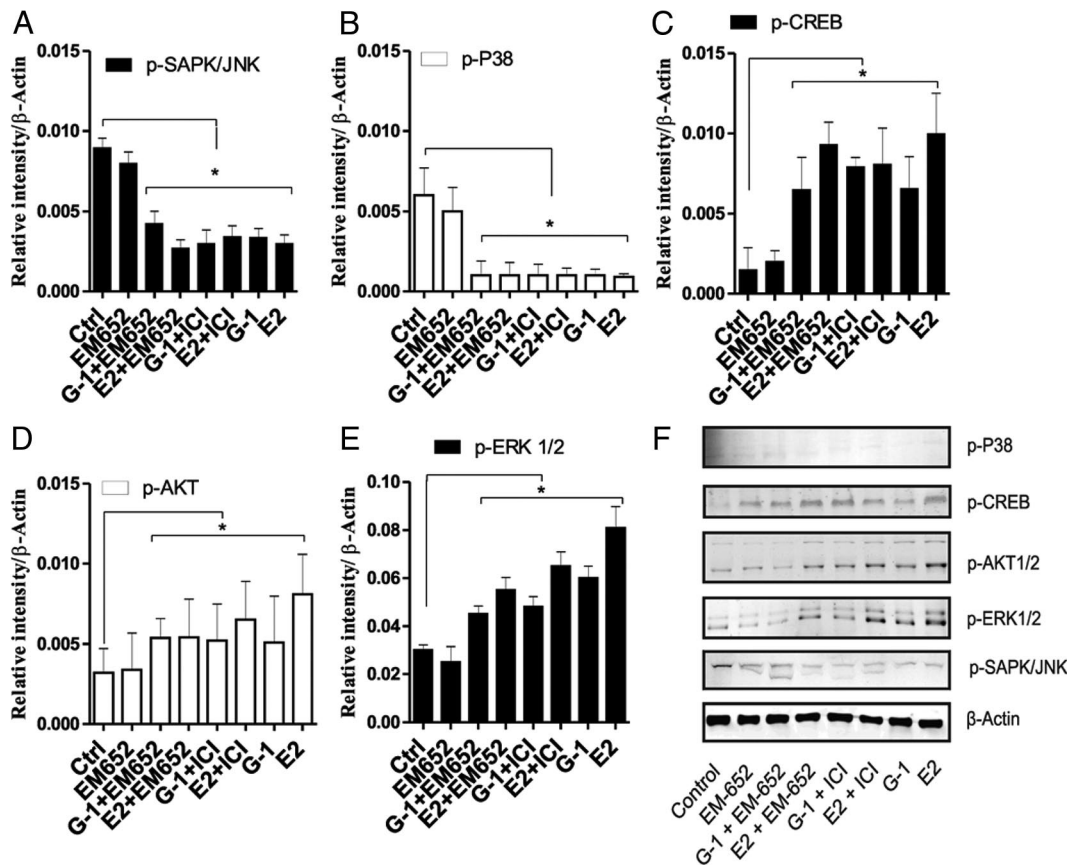 A
p-SAPK/JNK
Relative intensity/β-Actin
0.015
0.010
0.005
0.000
*
Ctrl
EM652
G-1+EM652
E2+EM652
G-1+ICI
E2+ICI
G-1
E2
B
p-P38
Relative intensity/ β-Actin
0.015
0.010
0.005
0.000
*
Ctrl
EM652
G-1+EM652
E2+EM652
G-1+ICI
E2+ICI
G-1
E2
C
p-CREB
Relative intensity/β-Actin
0.015
0.010
0.005
0.000
*
Ctrl
EM652
G-1+EM652
E2+EM652
G-1+ICI
E2+ICI
G-1
E2
D
p-AKT
Relative intensity/β-Actin
0.015
0.010
0.005
0.000
*
Ctrl
EM652
G-1+EM652
E2+EM652
G-1+ICI
E2+ICI
G-1
E2
E
p-ERK 1/2
Relative intensity/ β-Actin
0.10
0.08
0.06
0.04
0.02
0.00
*
Ctrl
EM652
G-1+EM652
E2+EM652
G-1+ICI
E2+ICI
G-1
E2
F
p-P38
p-CREB
p-AKT1/2
p-ERK1/2
p-SAPK/JNK
β-Actin
Control
EM-652
G-1 + EM-652
E2 + EM-652
G-1 + ICI
E2 + ICI
G-1
E2